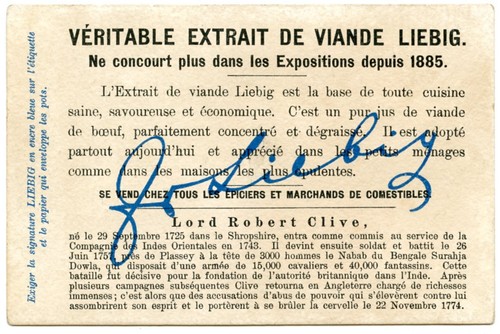 VÉRITABLE EXTRAIT DE VIANDE LIEBIG.
Ne concourt plus dans les Expositions depuis 1885.
L'Extrait de viande Liebig est la base de toute cuisine
saine, savoureuse et économique. C'est un pur jus de viande
de bœuf, parfaitement concentré et dégraissé. Il est adopté
partout aujourd'hui et apprécié dans les petits ménages
comme dans les maisons les plus opulentes.
SE VEND CHEZ TOUS LES ÉPICIERS ET MARCHANDS DE COMESTIBLES.
Lord Robert Clive,
né le 29 Septembre 1725 dans le Shropshire, entra comme commis au service de la
Compagnie des Indes Orientales en 1743. Il devint ensuite soldat et battit le 26
Juin 1757 près de Plassey à la tête de 3000 hommes le Nabab du Bengale Surahja
Dowla, qui disposait d'une armée de 15,000 cavaliers et 40,000 fantassins. Cette
bataille fut décisive pour la fondation de l'autorité britannique dans l'Inde. Après
plusieurs campagnes subséquentes Clive retourna en Angleterre chargé de richesses
immenses; c'est alors que des accusations d'abus de pouvoir qui s'élevèrent contre lui
assombrirent son esprit et le portèrent à se brûler la cervelle le 22 Novembre 1774.
Exiger la signature LIEBIG en encre bleue sur l'étiquette
et le papier qui enveloppe les pots.
Liebig